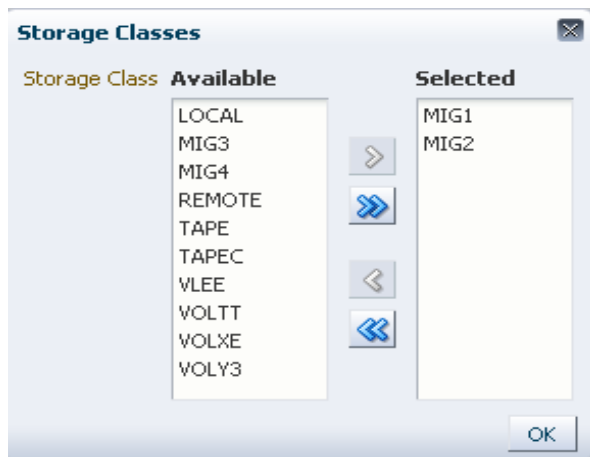 Storage Classes
Storage Class Available Selected
LOCAL MIG1
MIG3 MIG2
MIG4
REMOTE
TAPE
TAPEC
VLEE
VOLTT
VOLXE
VOLY3
OK